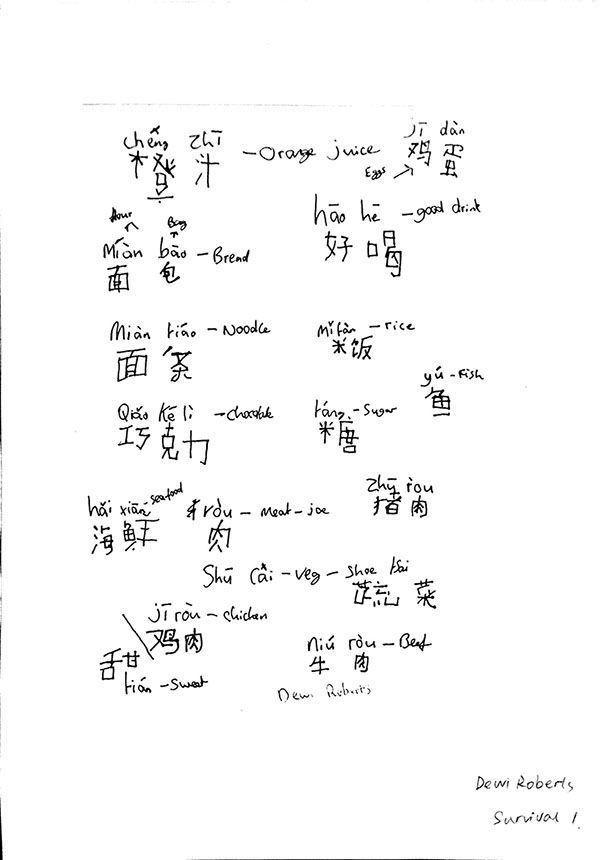 chéng zhī – Orange juice
橙 汁
jī dàn
鸡 蛋
Eggs
flour Bag
Miàn bāo – Bread
面 包
hǎo hē – good drink
好 喝
Miàn tiáo – Noodle
面 条
mǐ fàn – rice
米饭
yú – Fish
鱼
Qiǎo Kè lì – chocolate
巧 克 力
táng – Sugar
糖
hǎi xiān seafood
海 鲜
ròu – meat – joe
肉
zhū ròu
猪 肉
Shū cài – veg – shoe tsai
蔬 菜
jī ròu – chicken
鸡肉
甜
tián – sweet
niú ròu – Beef
牛 肉
Dewi Roberts
Dewi Roberts
Survival 1.